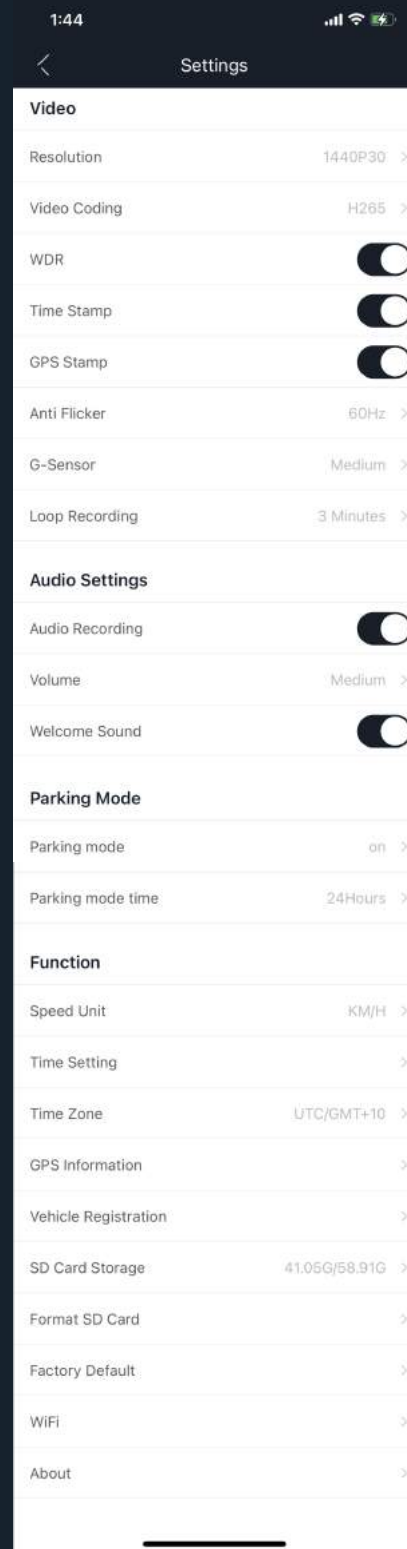 1:44
Settings
Video
Resolution 1440P30
Video Coding H265
WDR
Time Stamp
GPS Stamp
Anti Flicker 60Hz
G-Sensor Medium
Loop Recording 3 Minutes
Audio Settings
Audio Recording
Volume Medium
Welcome Sound
Parking Mode
Parking mode on
Parking mode time 24Hours
Function
Speed Unit KM/H
Time Setting
Time Zone UTC/GMT+10
GPS Information
Vehicle Registration
SD Card Storage 41.05G/58.91G
Format SD Card
Factory Default
WiFi
About